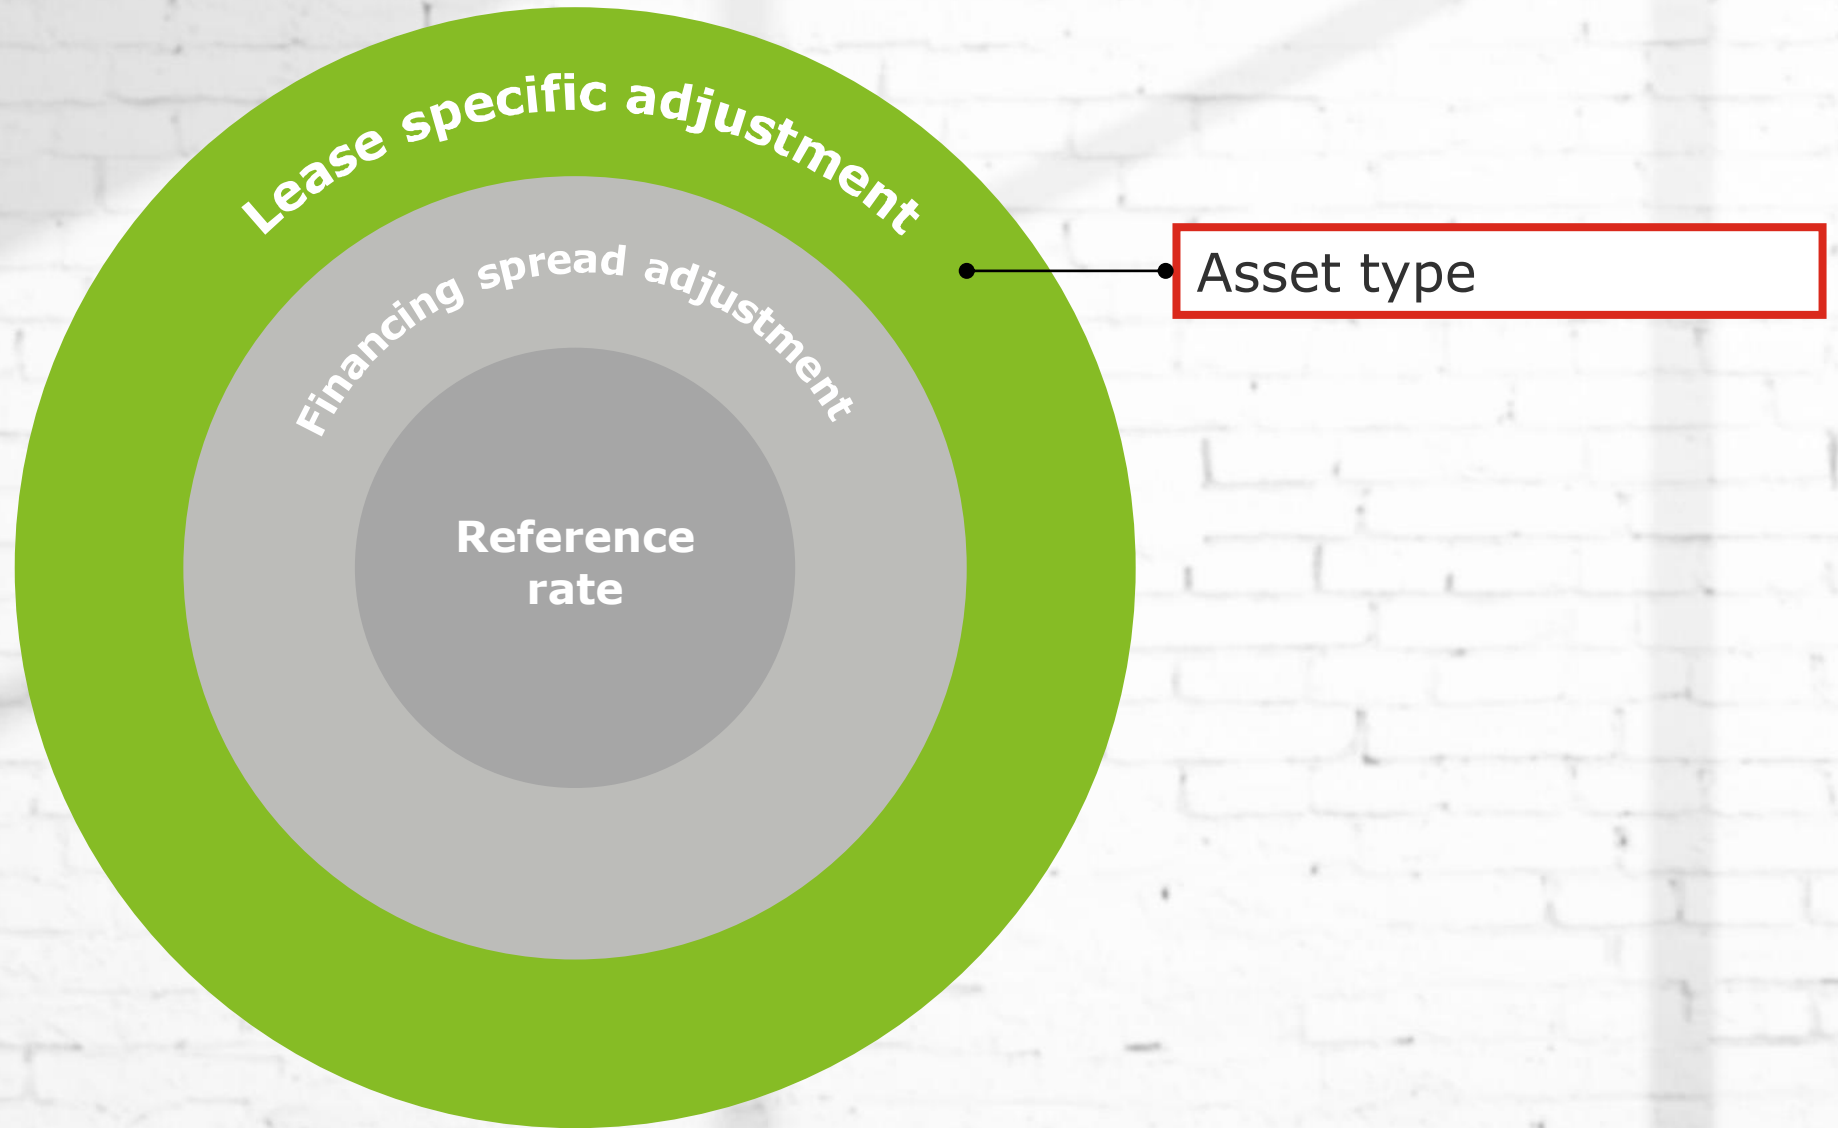 Lease specific adjustment
Financing spread adjustment
Reference
rate
Asset type